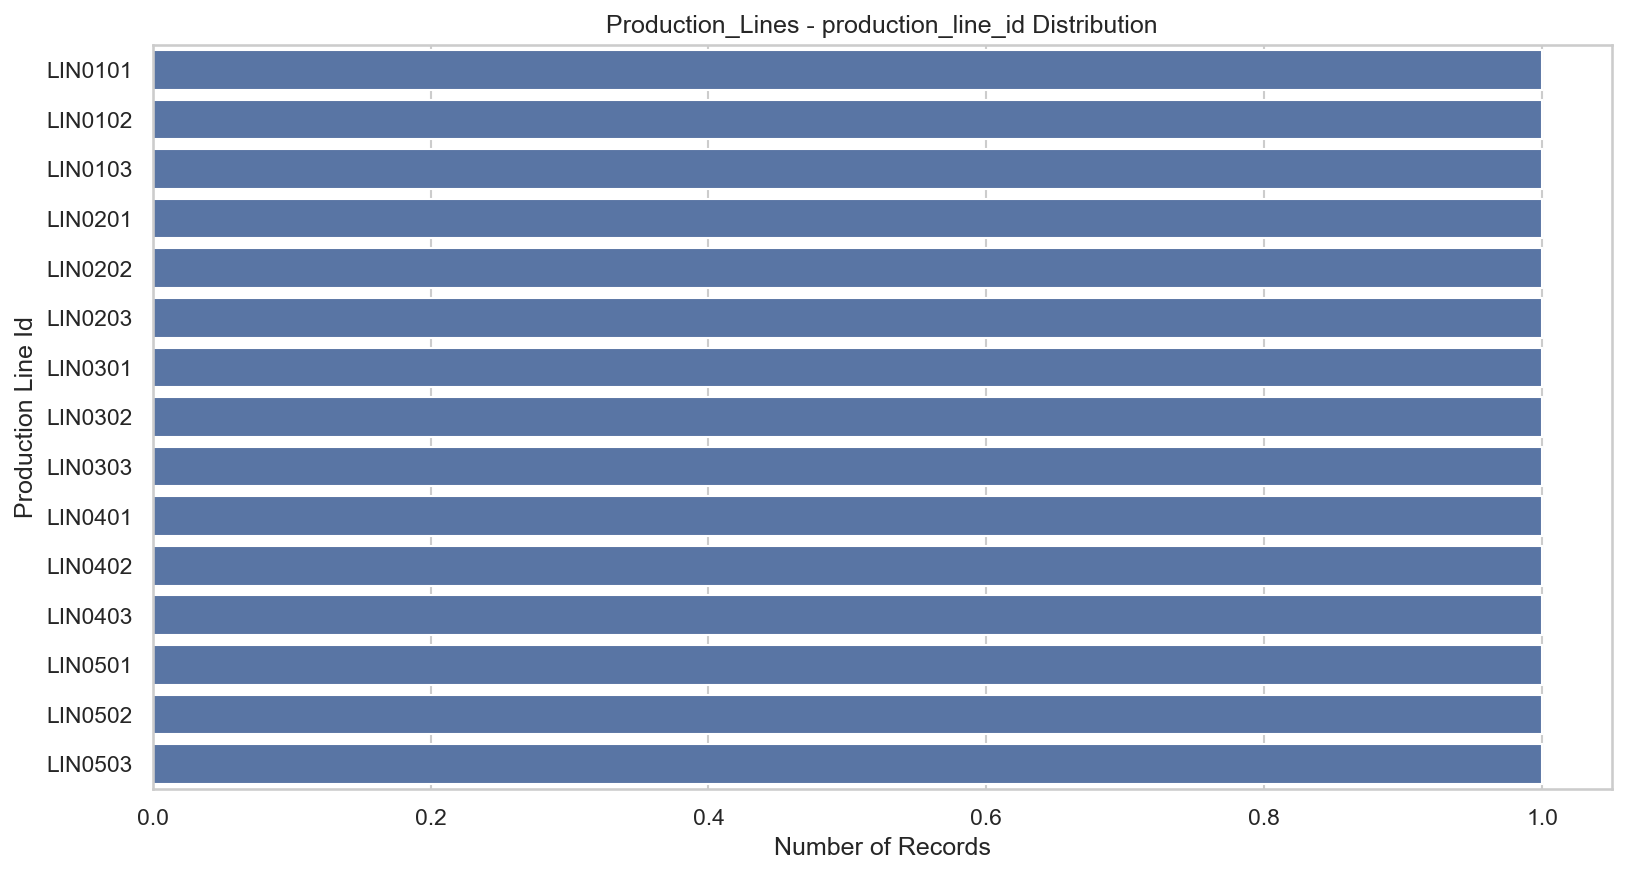 Production_Lines - production_line_id Distribution
LIN0101
LIN0102
LIN0103
LIN0201
LIN0202
LIN0203
LIN0301
LIN0302
LIN0303
LIN0401
LIN0402
LIN0403
LIN0501
LIN0502
LIN0503
Production Line Id
0.0 0.2 0.4 0.6 0.8 1.0
Number of Records